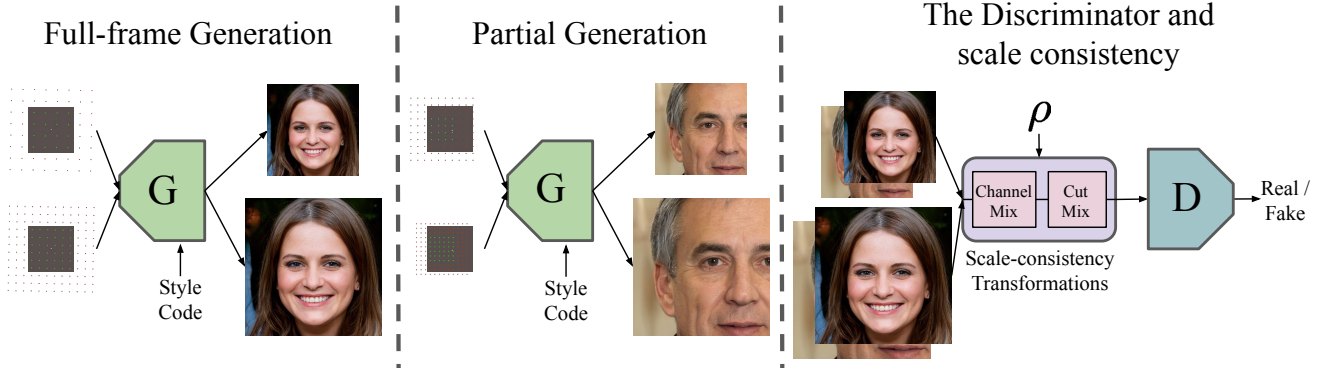 Full-frame Generation
G
Style
Code
Partial Generation
G
Style
Code
The Discriminator and
scale consistency
ρ
Channel
Mix
Cut
Mix
Scale-consistency
Transformations
D
Real /
Fake